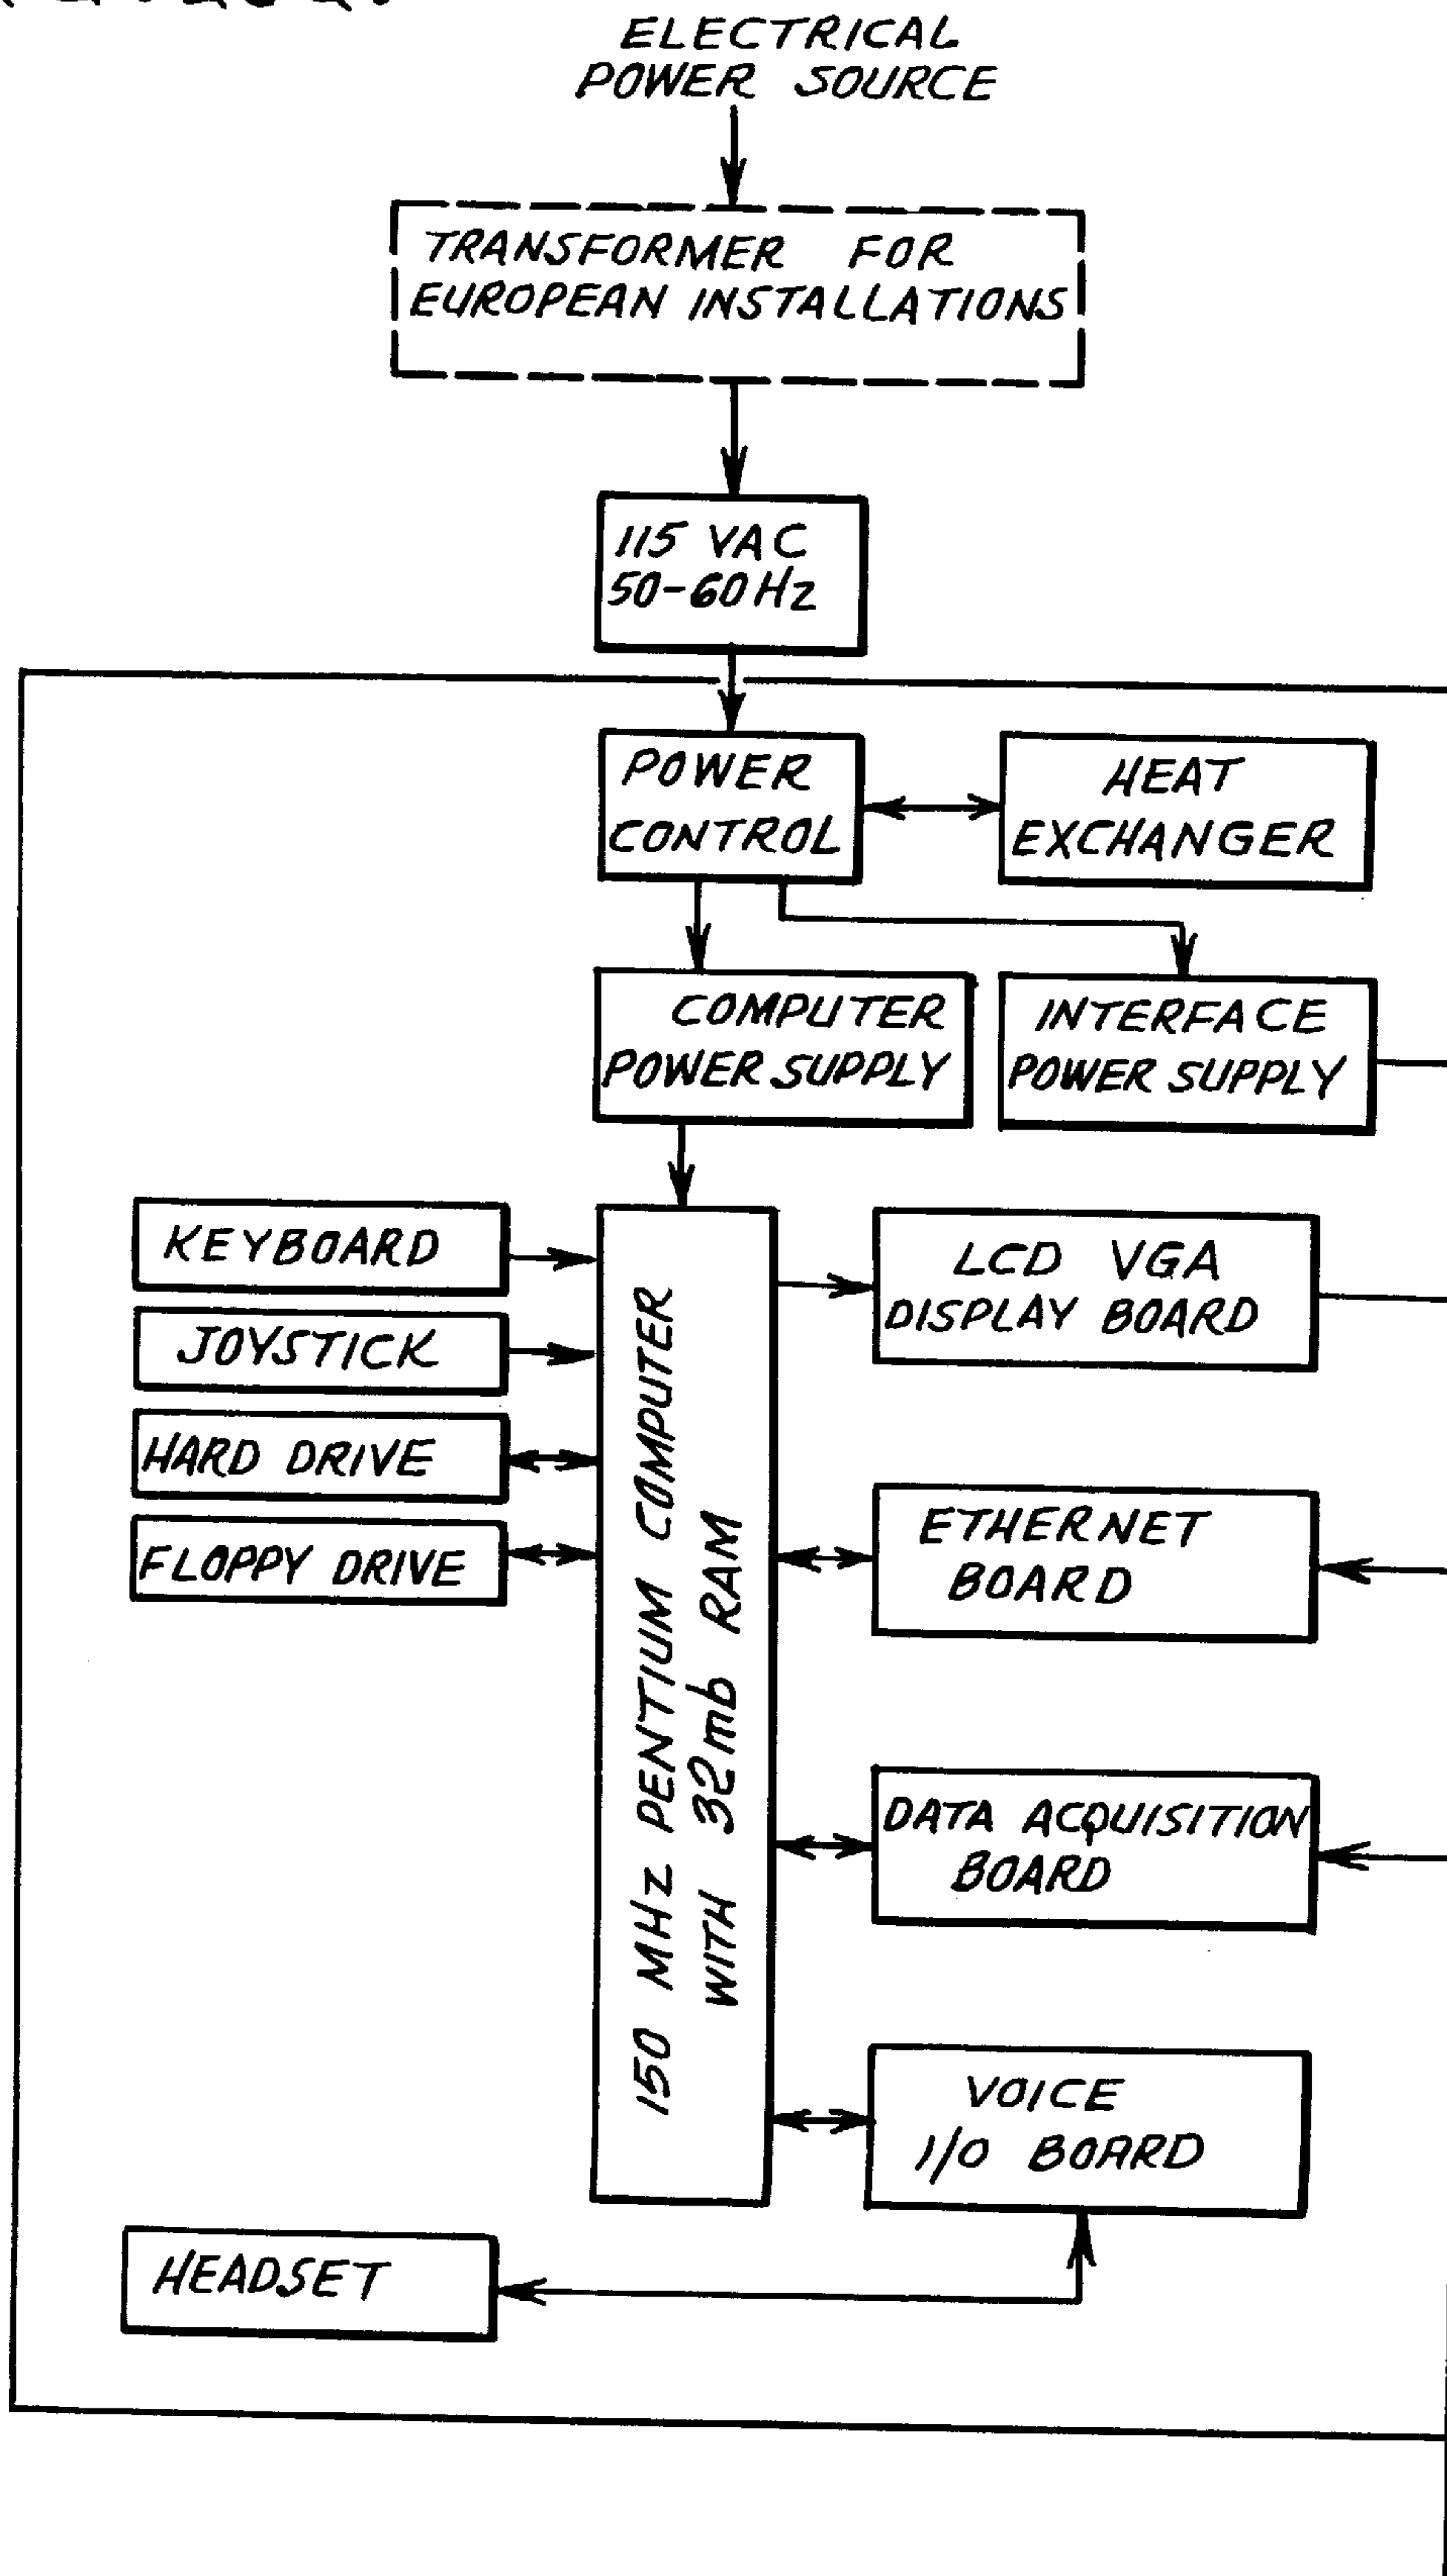 ELECTRICAL
POWER SOURCE
TRANSFORMER FOR
EUROPEAN INSTALLATIONS
115 VAC
50-60 Hz
POWER
CONTROL
HEAT
EXCHANGER
COMPUTER
POWER SUPPLY
INTERFACE
POWER SUPPLY
KEYBOARD
JOYSTICK
HARD DRIVE
FLOPPY DRIVE
150 MHz PENTIUM COMPUTER
WITH 32mb RAM
LCD VGA
DISPLAY BOARD
ETHERNET
BOARD
DATA ACQUISITION
BOARD
VOICE
I/O BOARD
HEADSET